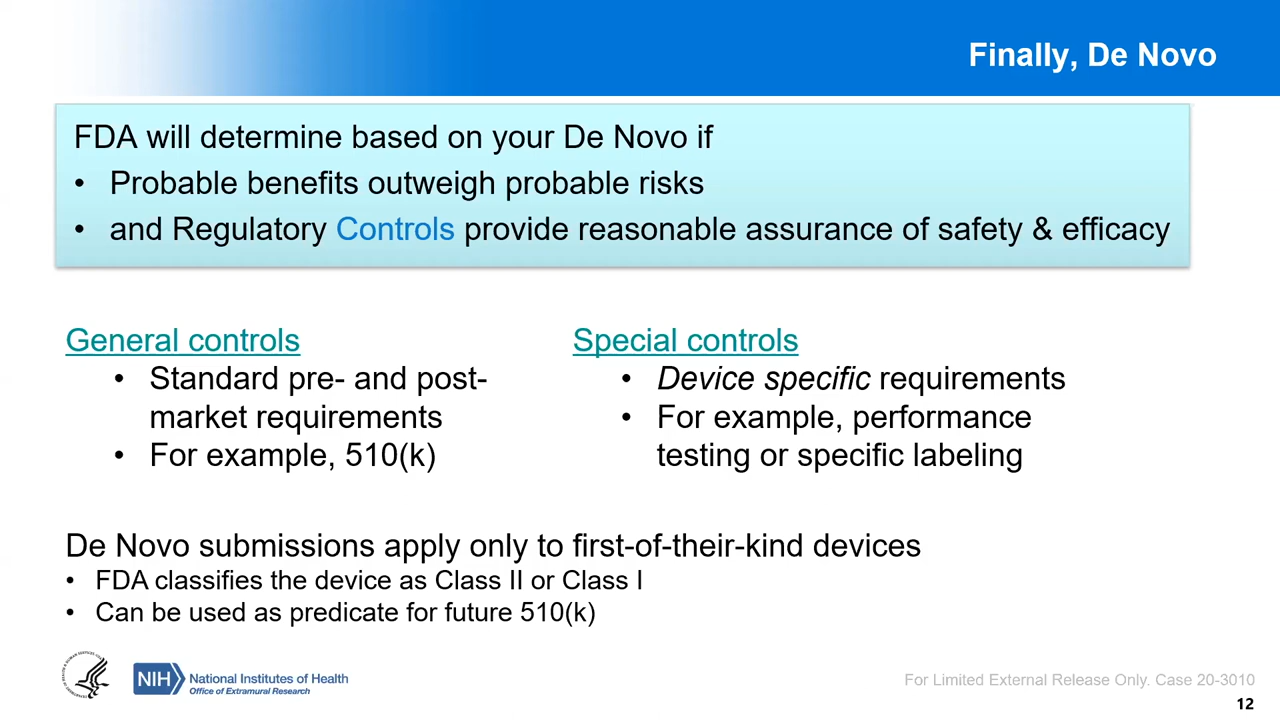 Finally, De Novo
FDA will determine based on your De Novo if
• Probable benefits outweigh probable risks
• and Regulatory Controls provide reasonable assurance of safety & efficacy
General controls
• Standard pre- and post-
market requirements
• For example, 510(k)
Special controls
• Device specific requirements
• For example, performance
testing or specific labeling
De Novo submissions apply only to first-of-their-kind devices
• FDA classifies the device as Class II or Class I
• Can be used as predicate for future 510(k)
NIH
National Institutes of Health
Office of Extramural Research
For Limited External Release Only. Case 20-3010
12